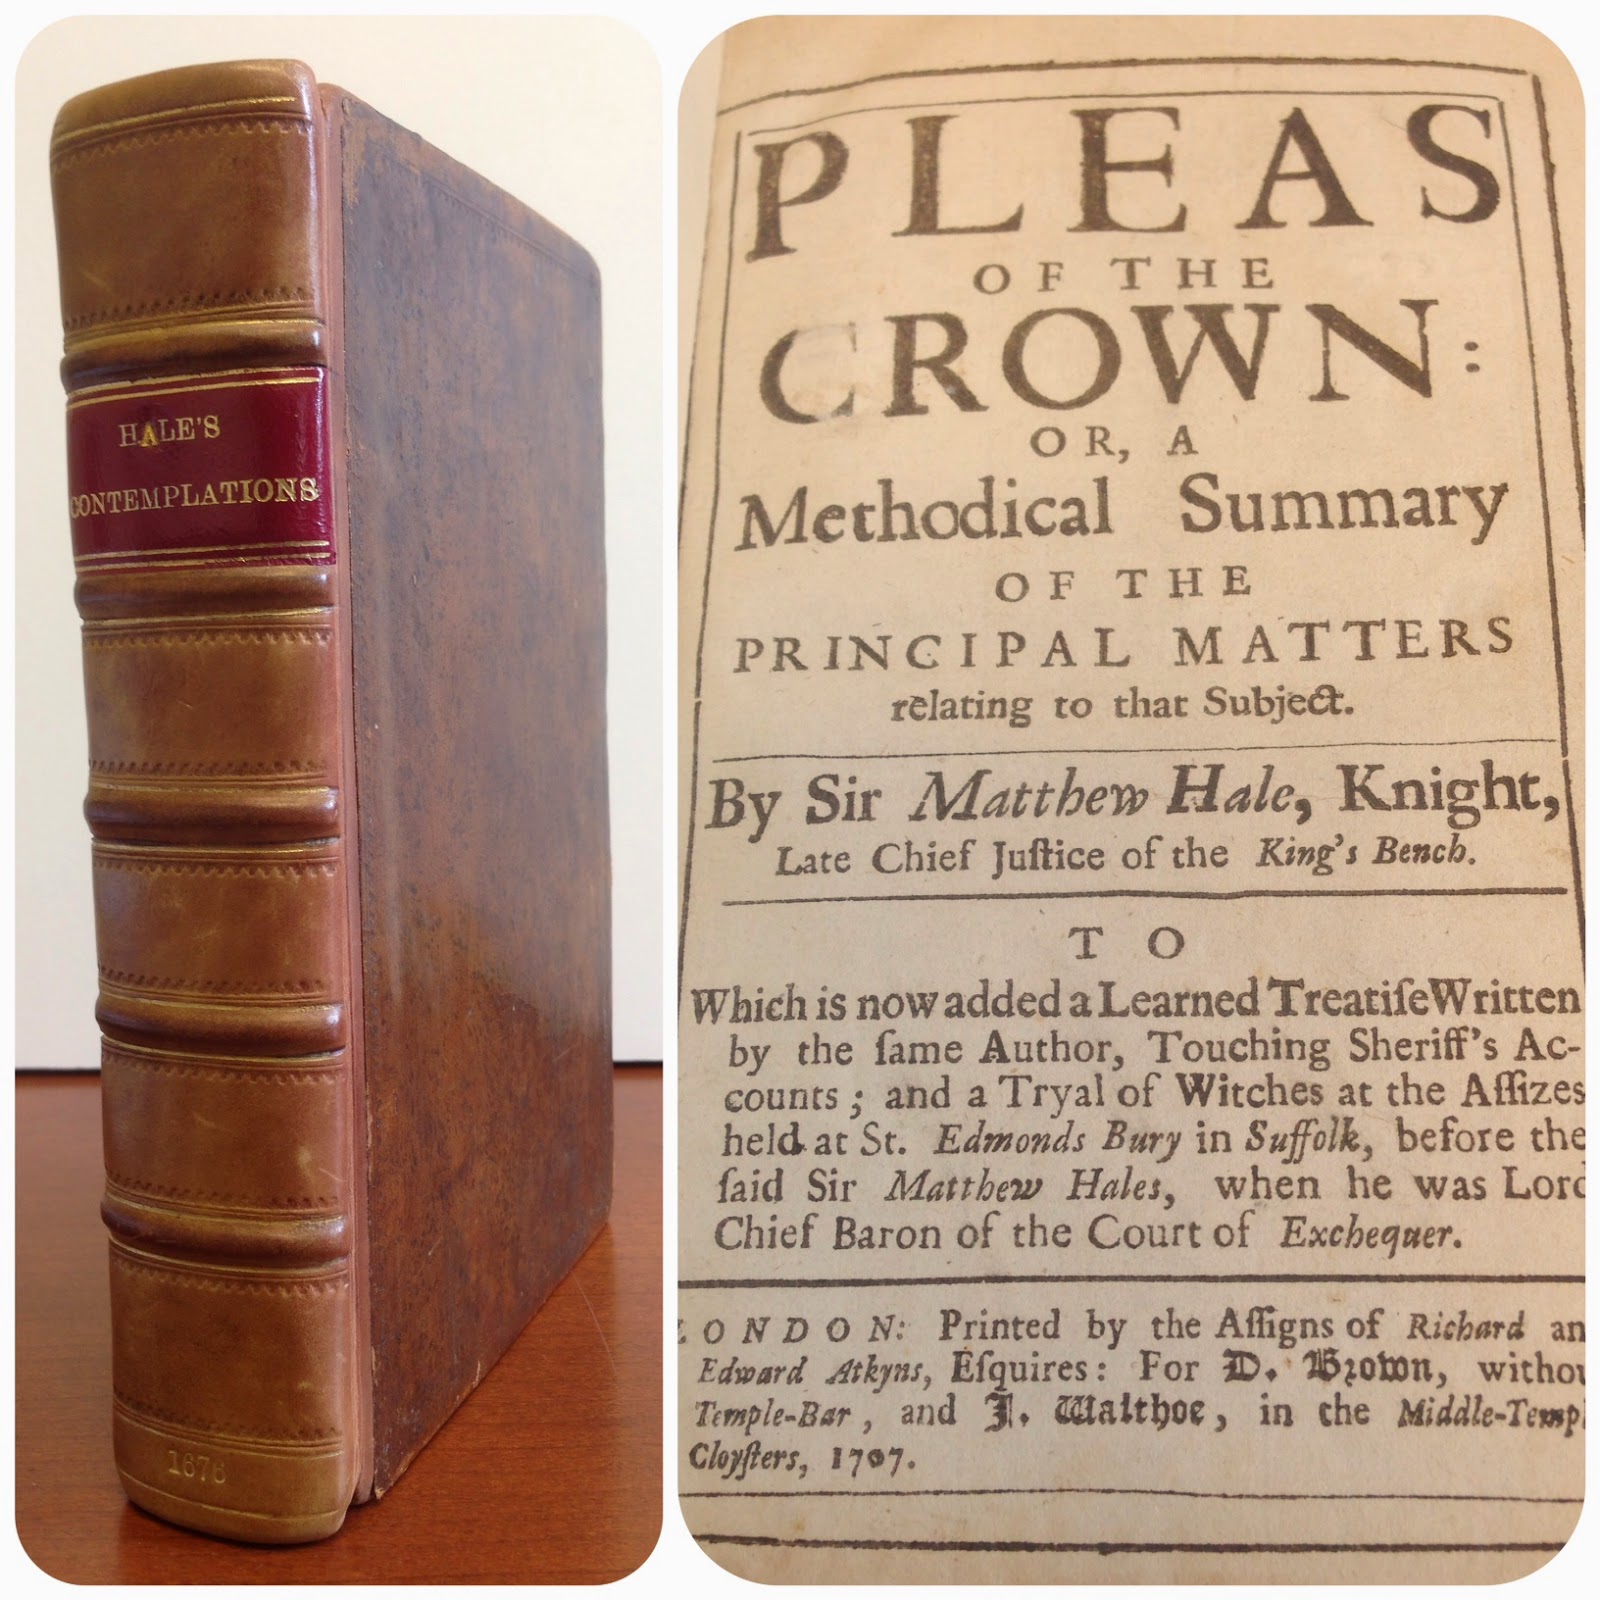 HALE'S
CONTEMPLATIONS
1676
PLEAS
OF THE
CROWN:
OR, A
Methodical Summary
OF THE
PRINCIPAL MATTERS
relating to that Subject.
By Sir Matthew Hale, Knight,
Late Chief Juſtice of the King's Bench.
TO
Which is now added a Learned Treatiſe Written
by the ſame Author, Touching Sheriff's Ac-
counts; and a Tryal of Witches at the Aſſizes
held at St. Edmonds Bury in Suffolk, before the
ſaid Sir Matthew Hales, when he was Lord
Chief Baron of the Court of Exchequer.
LONDON: Printed by the Aſſigns of Richard an
Edward Atkyns, Eſquires: For D. Brown, withou
Temple-Bar, and J. Walthoe, in the Middle-Templ
Cloyſters, 1707.